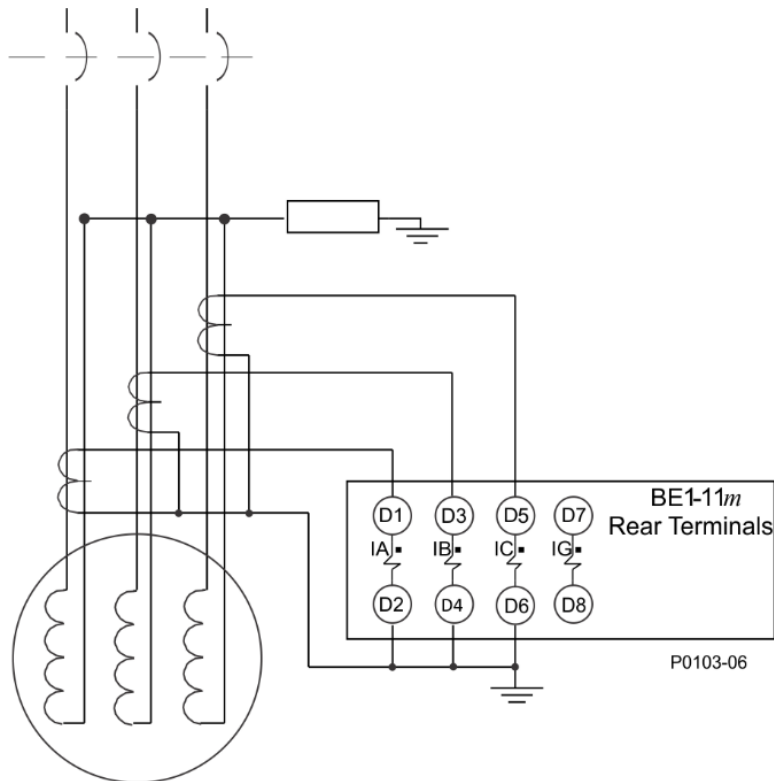 BE1-11m
Rear Terminals
D1 D3 D5 D7
IA IB IC IG
D2 D4 D6 D8
P0103-06